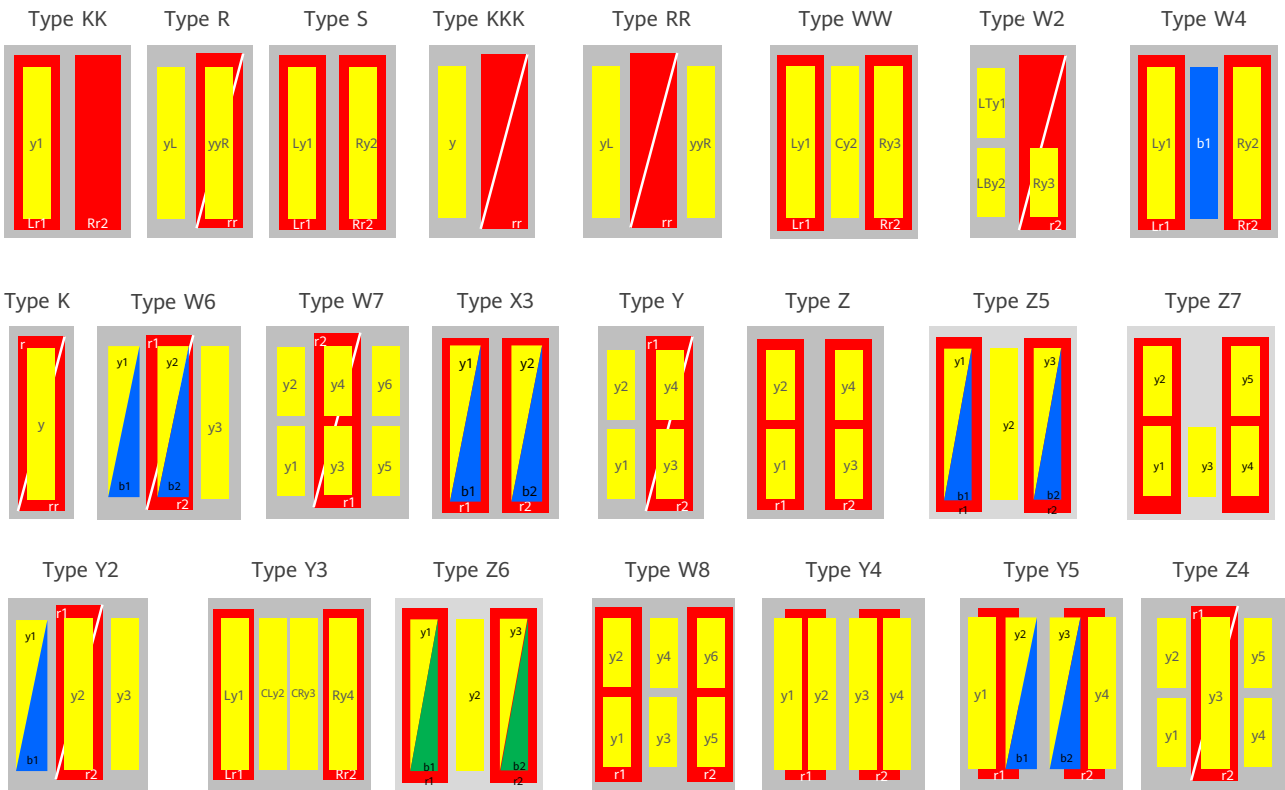 Type KK
Type R
Type S
Type KKK
Type RR
Type WW
Type W2
Type W4
y1
Lr1
Rr2
yL
yyR
rr
Ly1
Ry2
Lr1
Rr2
y
rr
yL
yyR
rr
Ly1
Cy2
Ry3
Lr1
Rr2
LTy1
LBy2
Ry3
r2
Ly1
b1
Ry2
Lr1
Rr2
Type K
Type W6
Type W7
Type X3
Type Y
Type Z
Type Z5
Type Z7
r
y
rr
r1
y1
y2
y3
b1
b2
r2
r2
y2
y4
y6
y1
y3
y5
r1
y1
y2
b1
b2
r1
r2
r1
y2
y4
y1
y3
r2
y2
y4
y1
y3
r1
r2
y1
y3
y2
b1
b2
r1
r2
y2
y5
y1
y3
y4
Type Y2
Type Y3
Type Z6
Type W8
Type Y4
Type Y5
Type Z4
r1
y1
y2
y3
b1
r2
Ly1
CLy2
CRy3
Ry4
Lr1
Rr2
y1
y3
y2
b1
b2
r1
r2
y2
y4
y6
y1
y3
y5
r1
r2
y1
y2
y3
y4
r1
r2
y2
y3
y1
y4
b1
b2
r1
r2
r1
y2
y5
y3
y1
y4
r2